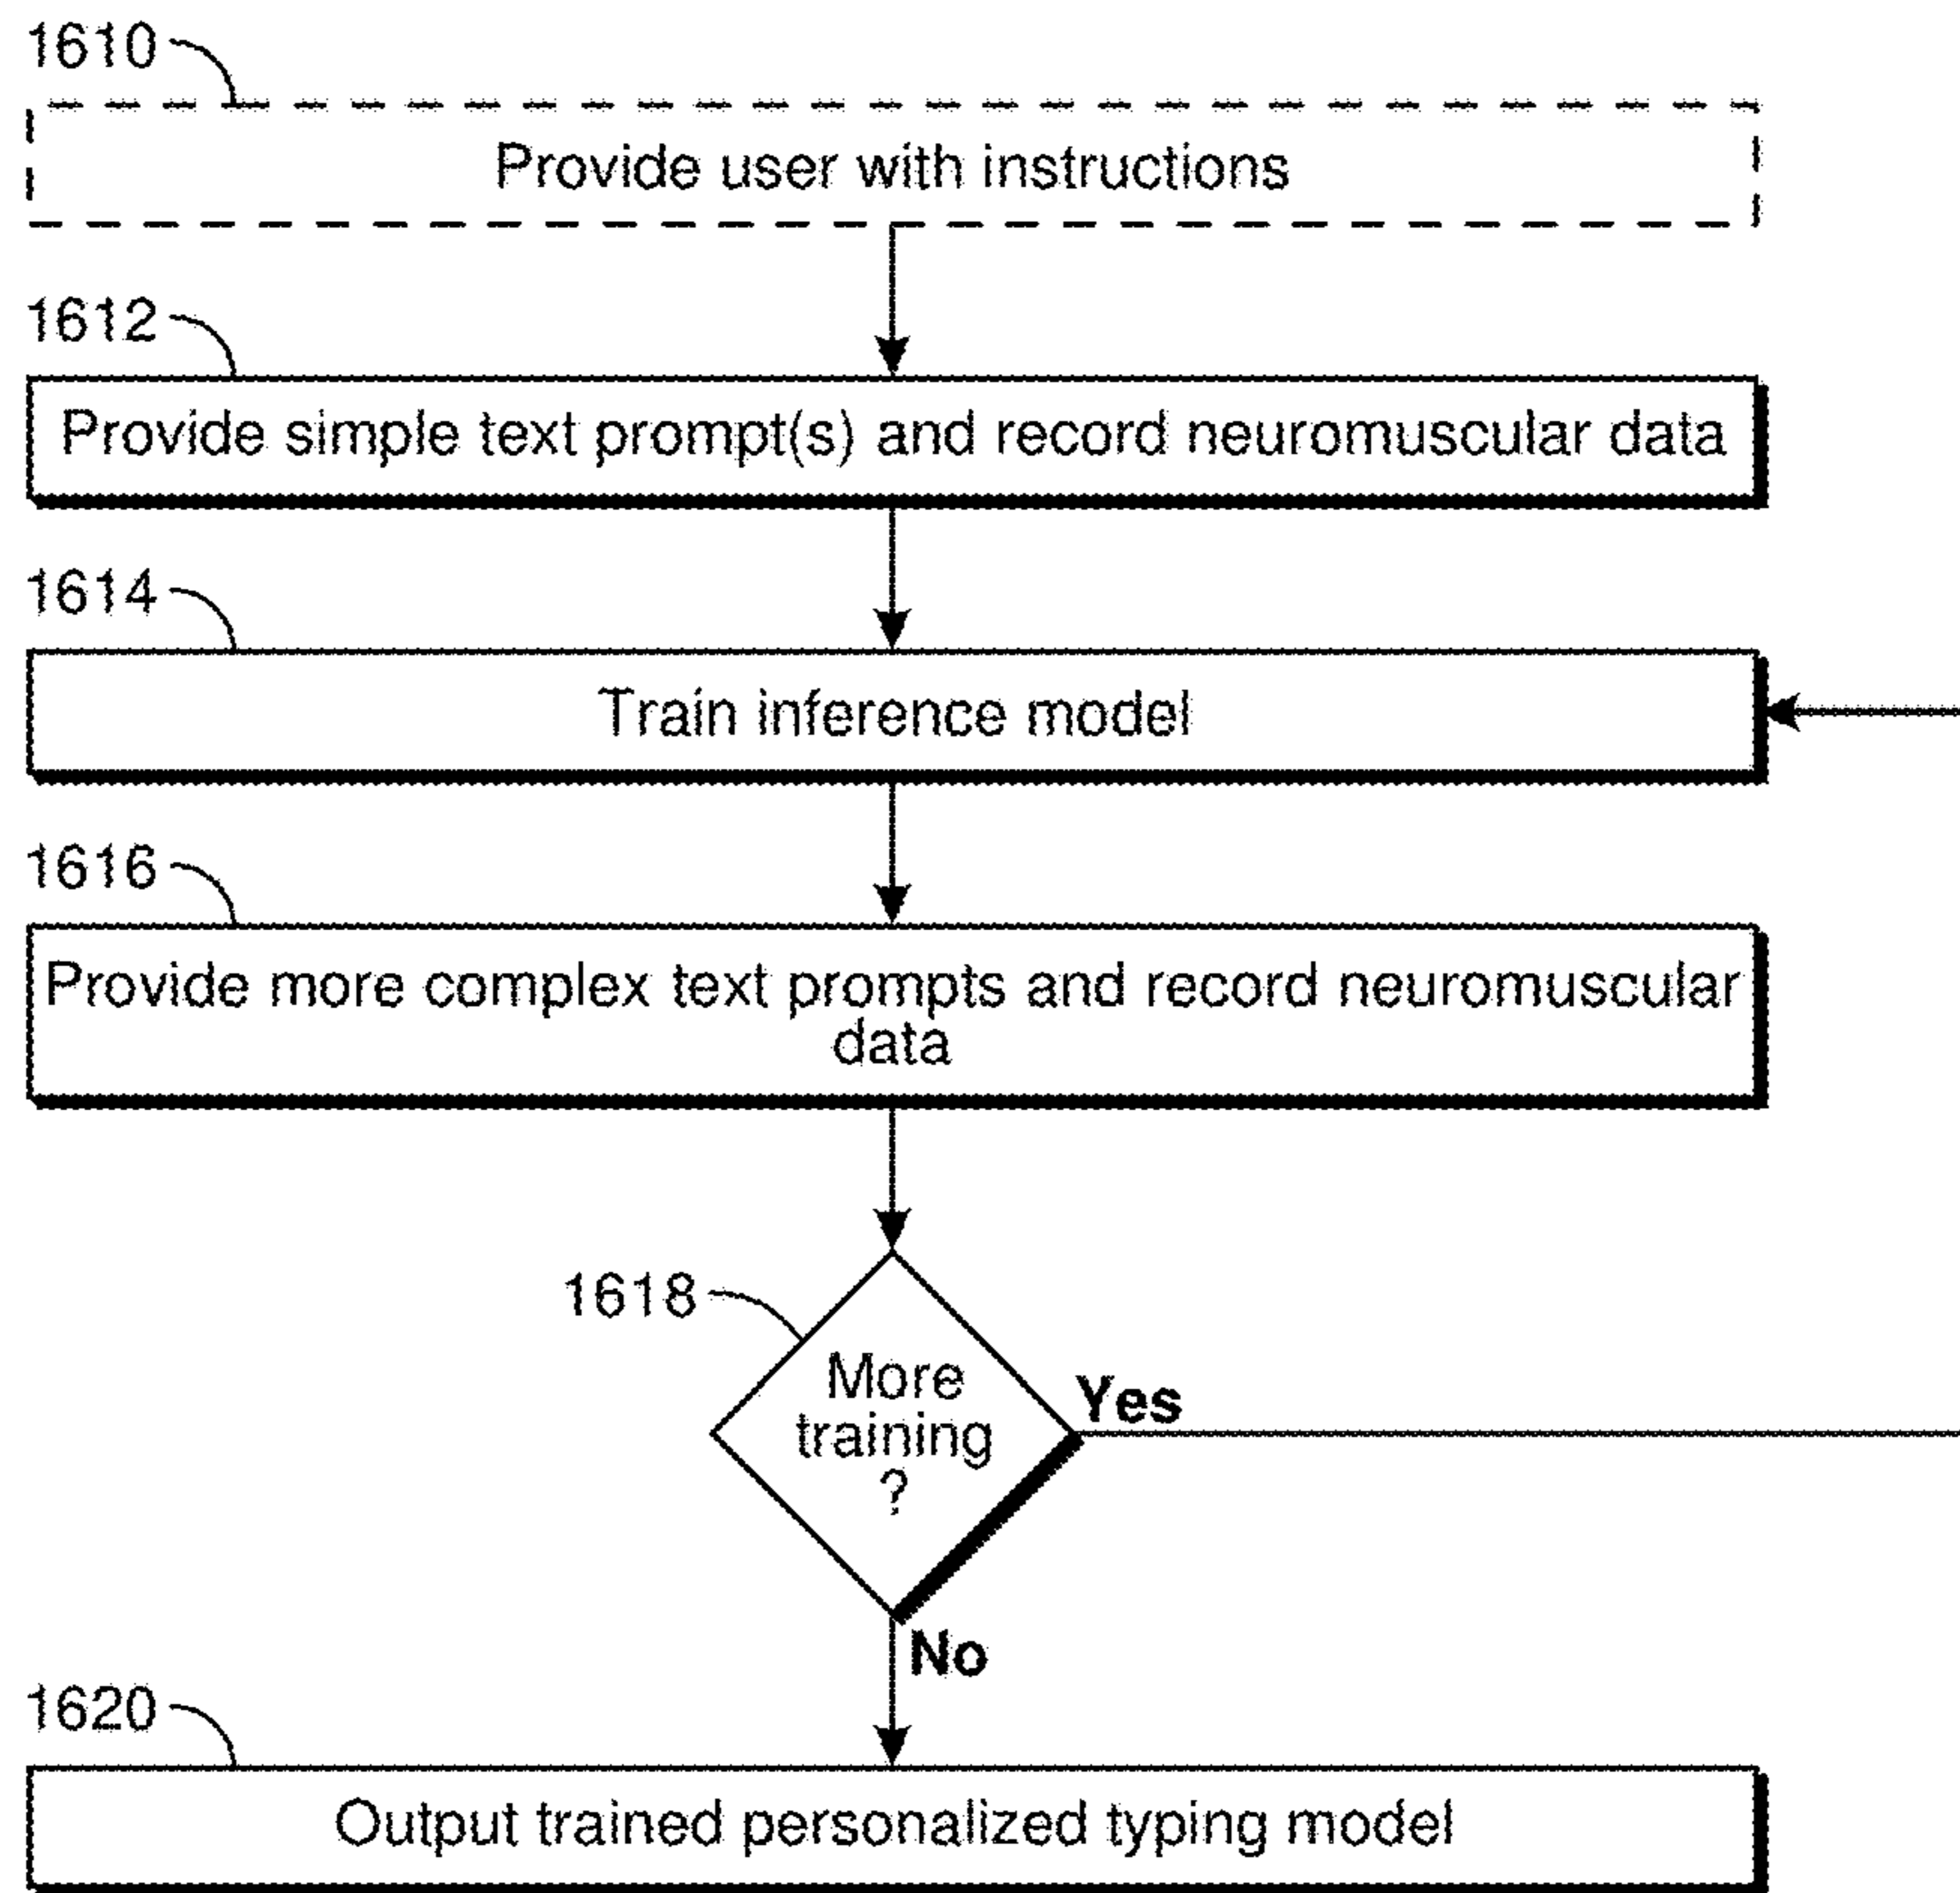 1610
Provide user with instructions
1612
Provide simple text prompt(s) and record neuromuscular data
1614
Train inference model
1616
Provide more complex text prompts and record neuromuscular
data
1618
More
training
?
Yes
No
1620
Output trained personalized typing model